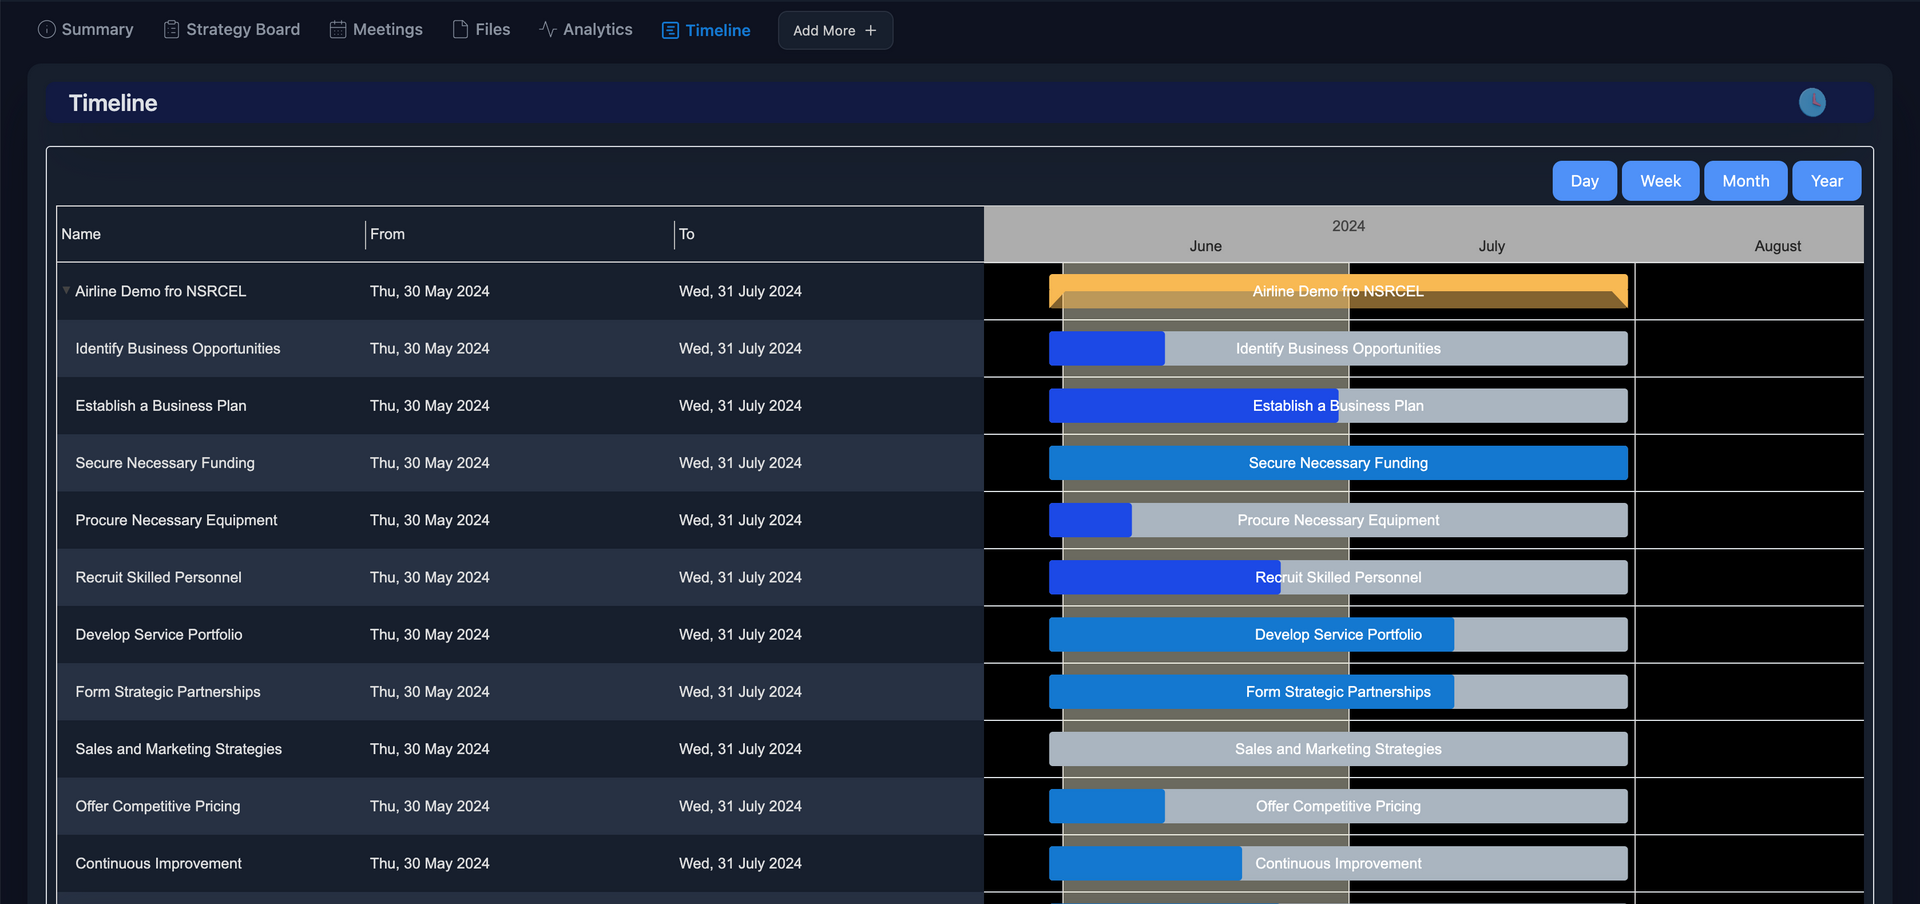 Summary Strategy Board Meetings Files Analytics Timeline Add More +
Timeline
Day Week Month Year
Name From To
2024
June July August
Airline Demo fro NSRCEL Thu, 30 May 2024 Wed, 31 July 2024 Airline Demo fro NSRCEL
Identify Business Opportunities Thu, 30 May 2024 Wed, 31 July 2024 Identify Business Opportunities
Establish a Business Plan Thu, 30 May 2024 Wed, 31 July 2024 Establish a Business Plan
Secure Necessary Funding Thu, 30 May 2024 Wed, 31 July 2024 Secure Necessary Funding
Procure Necessary Equipment Thu, 30 May 2024 Wed, 31 July 2024 Procure Necessary Equipment
Recruit Skilled Personnel Thu, 30 May 2024 Wed, 31 July 2024 Recruit Skilled Personnel
Develop Service Portfolio Thu, 30 May 2024 Wed, 31 July 2024 Develop Service Portfolio
Form Strategic Partnerships Thu, 30 May 2024 Wed, 31 July 2024 Form Strategic Partnerships
Sales and Marketing Strategies Thu, 30 May 2024 Wed, 31 July 2024 Sales and Marketing Strategies
Offer Competitive Pricing Thu, 30 May 2024 Wed, 31 July 2024 Offer Competitive Pricing
Continuous Improvement Thu, 30 May 2024 Wed, 31 July 2024 Continuous Improvement